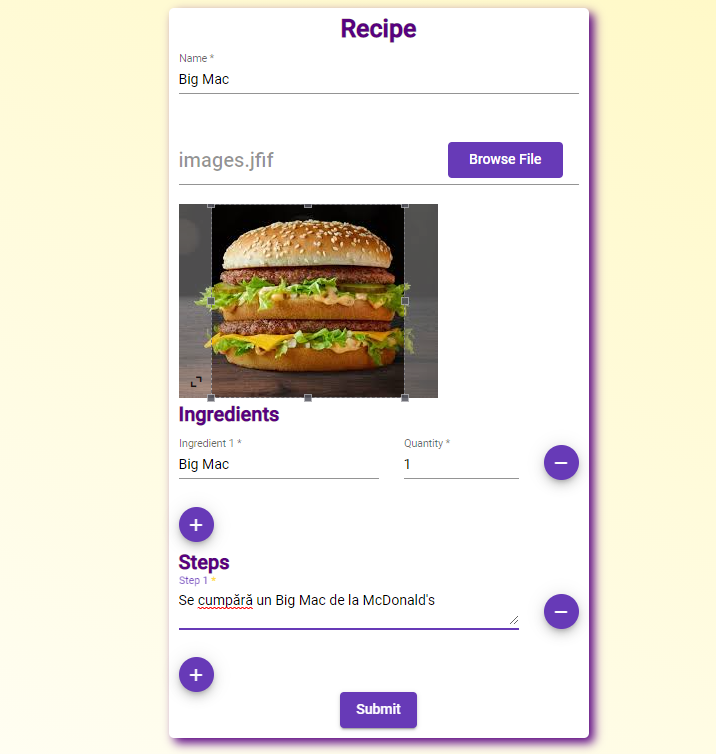 Recipe
Name *
Big Mac
images.jfif
Browse File
Ingredients
Ingredient 1 * Quantity *
Big Mac 1
Steps
Step 1 *
Se cumpără un Big Mac de la McDonald's
Submit